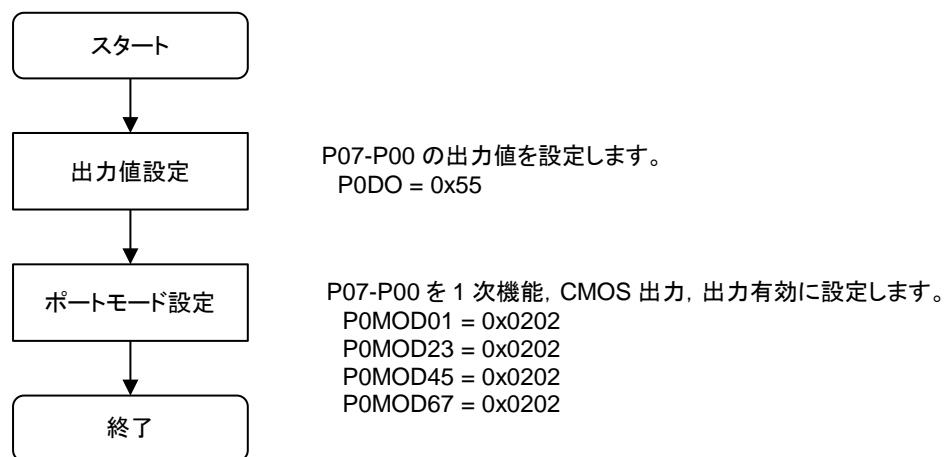 スタート
出力値設定
P07-P00 の出力値を設定します。
P0DO = 0x55
ポートモード設定
P07-P00 を 1 次機能, CMOS 出力, 出力有効に設定します。
P0MOD01 = 0x0202
P0MOD23 = 0x0202
P0MOD45 = 0x0202
P0MOD67 = 0x0202
終了